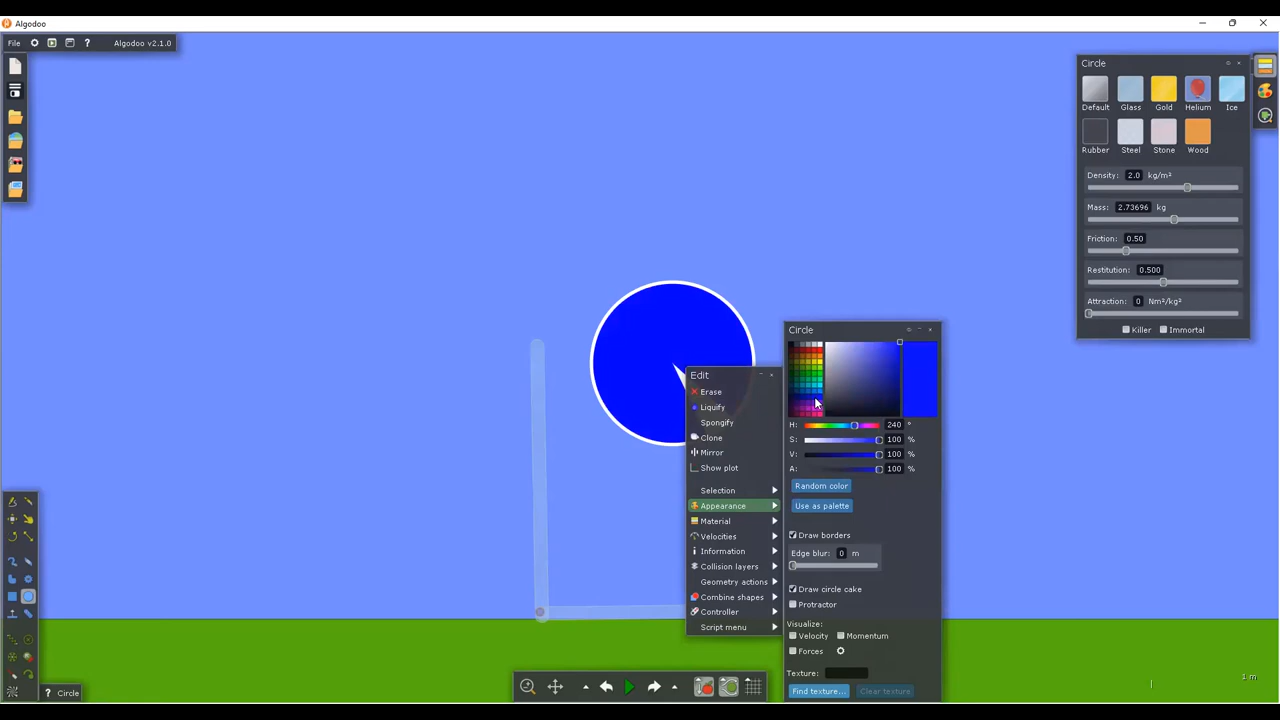 Algodoo
File ? Algodoo v2.1.0
Circle
Default Glass Gold Helium Ice
Rubber Steel Stone Wood
Density: 2.0 kg/m²
Mass: 2.73696 kg
Friction: 0.50
Restitution: 0.500
Attraction: 0 Nm²/kg²
Killer Immortal
Edit
Erase
Liquify
Spongify
Clone
Mirror
Show plot
Selection
Appearance
Material
Velocities
Information
Collision layers
Geometry actions
Combine shapes
Controller
Script menu
Circle
H: 240 °
S: 100 %
V: 100 %
A: 100 %
Random color
Use as palette
Draw borders
Edge blur: 0 m
Draw circle cake
Protractor
Visualize:
Velocity Momentum
Forces
Texture:
Find texture... Clear texture
? Circle
1 m